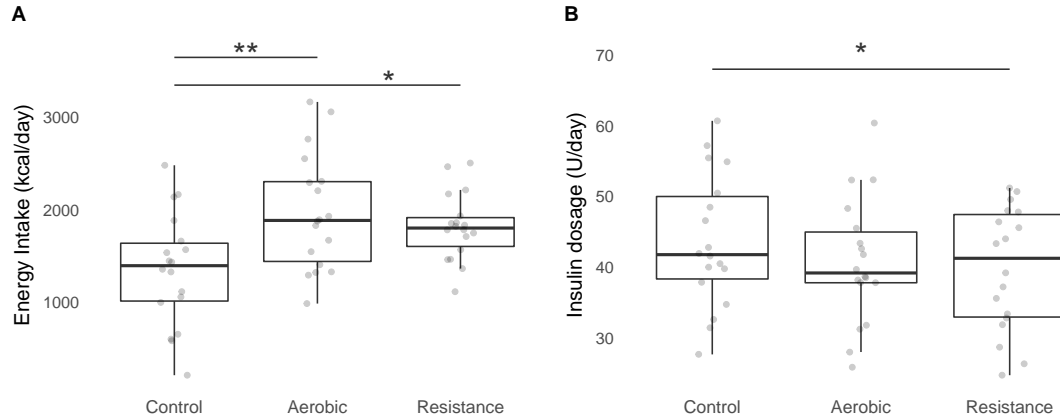 A
**
*
Energy Intake (kcal/day)
3000
2000
1000
Control
Aerobic
Resistance
B
*
Insulin dosage (U/day)
70
60
50
40
30
Control
Aerobic
Resistance